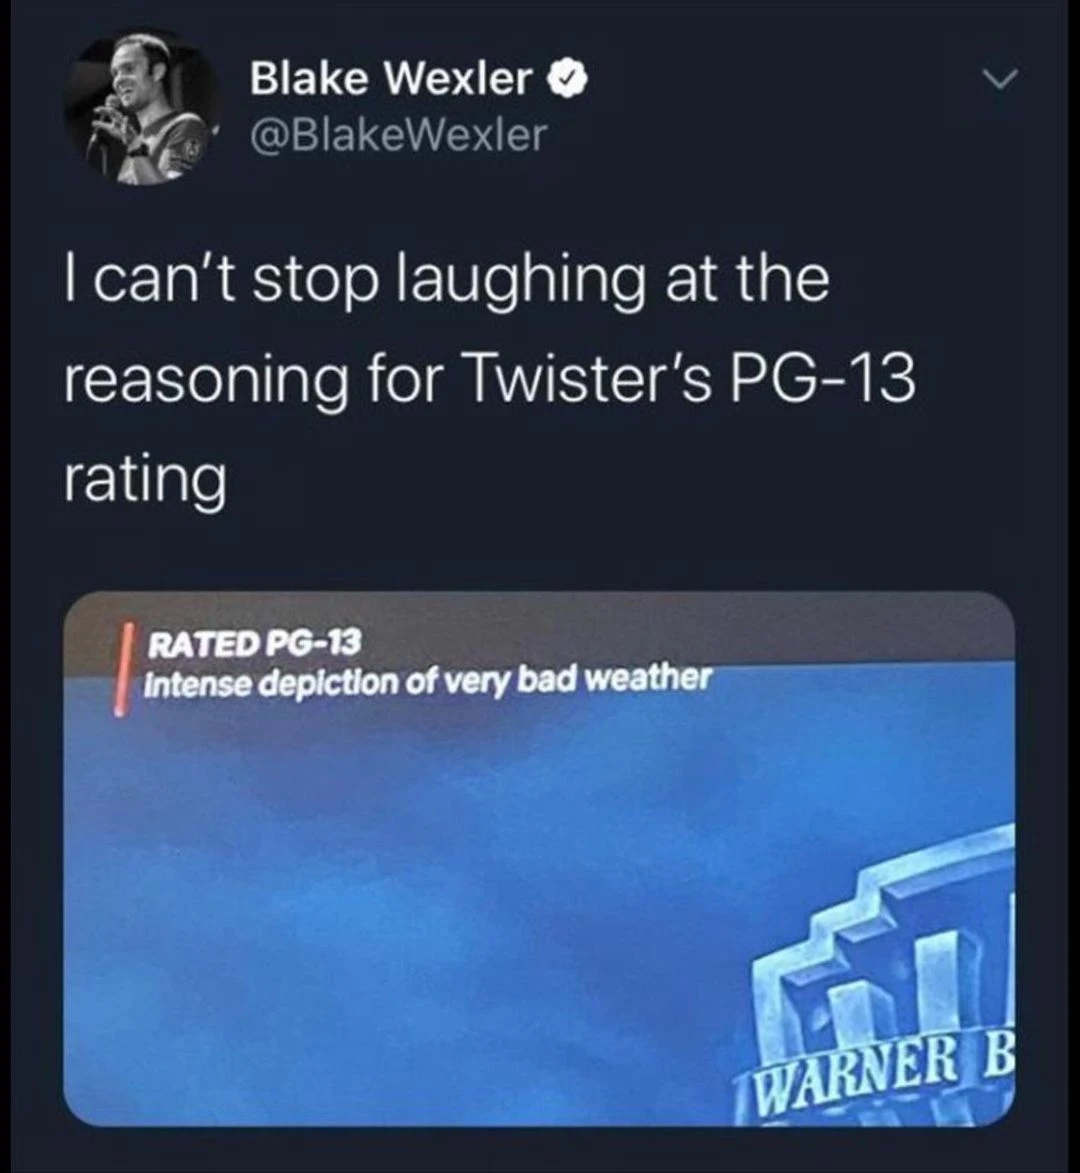 Blake Wexler
@BlakeWexler
I can't stop laughing at the
reasoning for Twister's PG-13
rating
RATED PG-13
Intense depiction of very bad weather
WARNER B